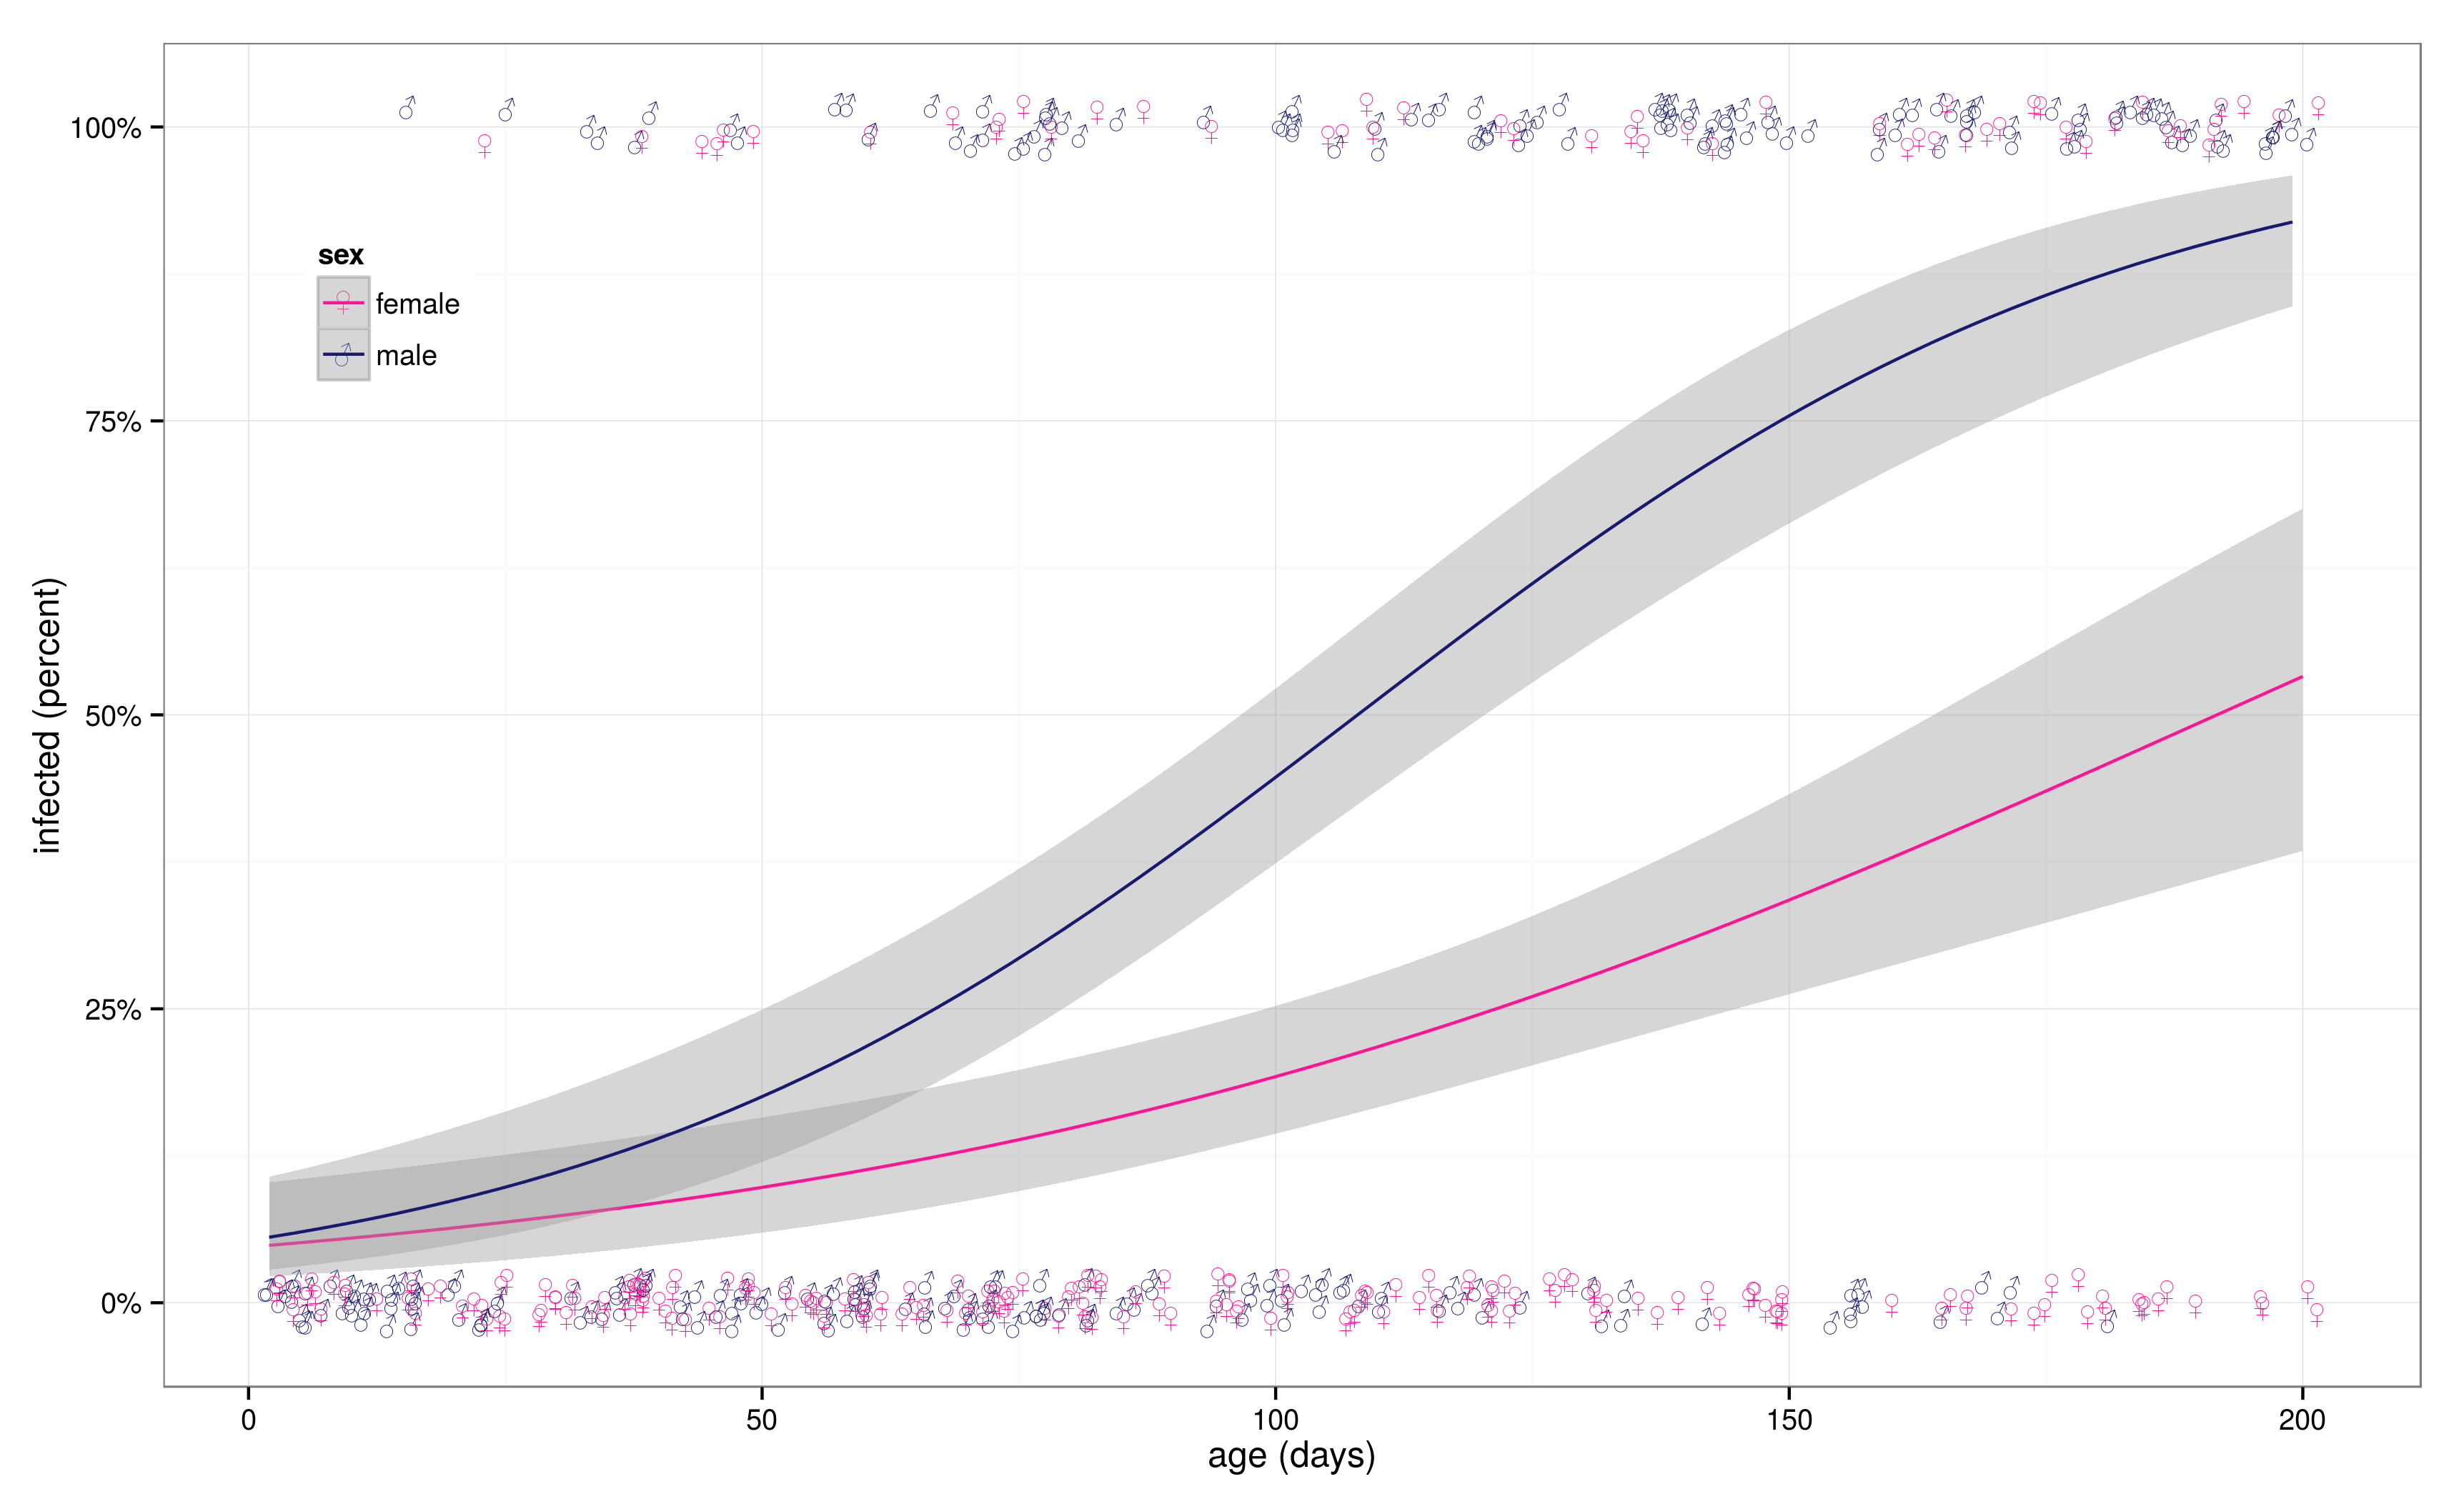 100%
sex
female
male
75%
50%
25%
0%
infected (percent)
0 50 100 150 200
age (days)